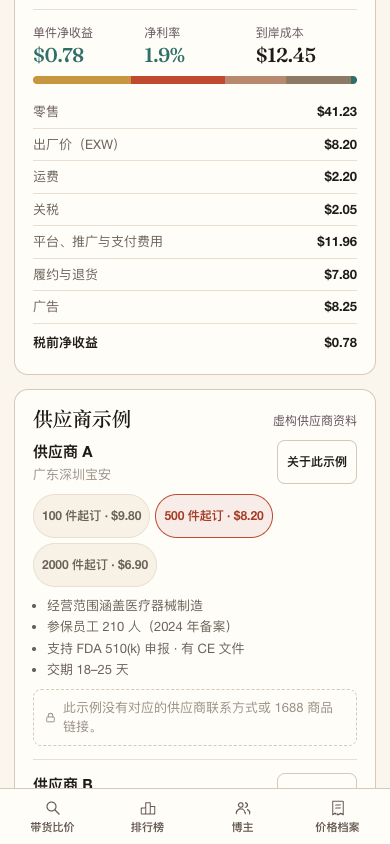 单件净收益 净利率 到岸成本
$0.78 1.9% $12.45
零售 $41.23
出厂价（EXW） $8.20
运费 $2.20
关税 $2.05
平台、推广与支付费用 $11.96
履约与退货 $7.80
广告 $8.25
税前净收益 $0.78
供应商示例 虚构供应商资料
供应商 A 关于此示例
广东深圳宝安
100 件起订 · $9.80 500 件起订 · $8.20
2000 件起订 · $6.90
• 经营范围涵盖医疗器械制造
• 参保员工 210 人（2024 年备案）
• 支持 FDA 510(k) 申报 · 有 CE 文件
• 交期 18–25 天
此示例没有对应的供应商联系方式或 1688 商品
链接。
供应商 B
带货比价 排行榜 博主 价格档案